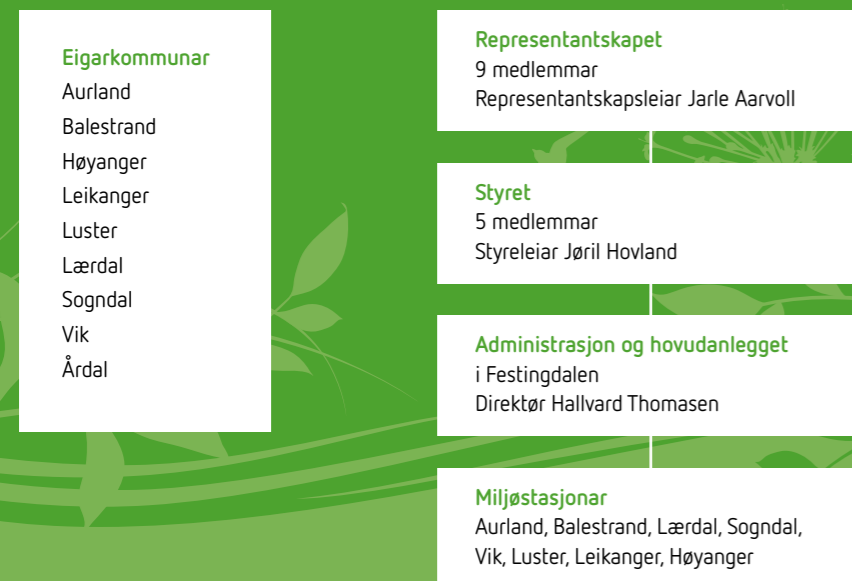 Eigarkommunar
Aurland
Balestrand
Høyanger
Leikanger
Luster
Lærdal
Sogndal
Vik
Årdal
Representantskapet
9 medlemmar
Representantskapsleiar Jarle Aarvoll
Styret
5 medlemmar
Styreleiar Jøril Hovland
Administrasjon og hovudanlegget
i Festingdalen
Direktør Hallvard Thomasen
Miljøstasjonar
Aurland, Balestrand, Lærdal, Sogndal,
Vik, Luster, Leikanger, Høyanger